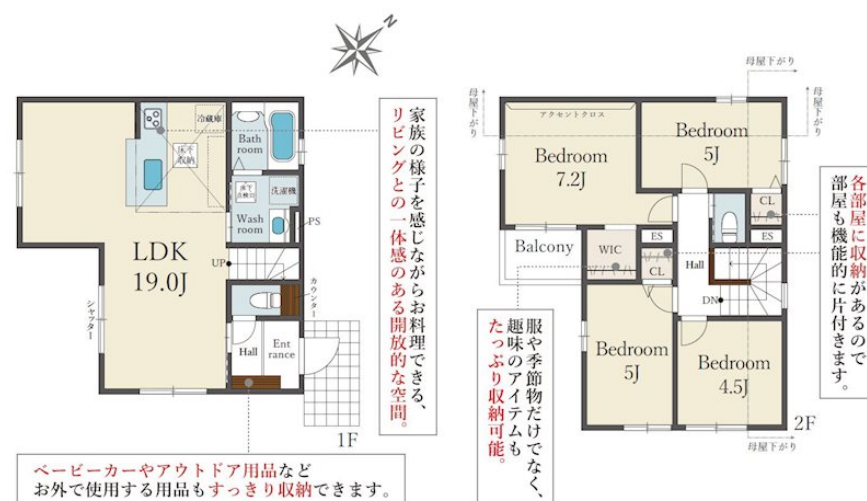 N
冷蔵庫
床下
収納
Bath
room
床下
点検口
洗濯機
Wash
room
PS
LDK
19.0J
UP
カウンター
シャッター
Hall
Ent
rance
1F
家族の様子を感じながらお料理できる、
リビングとの一体感のある開放的な空間。
ベービーカーやアウトドア用品など
お外で使用する用品もすっきり収納できます。
母屋下がり
母屋下がり
母屋下がり
アクセントクロス
Bedroom
7.2J
Bedroom
5J
CL
ES
Balcony
WIC
ES
CL
Hall
DN
Bedroom
5J
Bedroom
4.5J
2F
母屋下がり
各部屋に収納があるので
部屋も機能的に片付きます。
服や季節物だけでなく、
趣味のアイテムも
たっぷり収納可能。